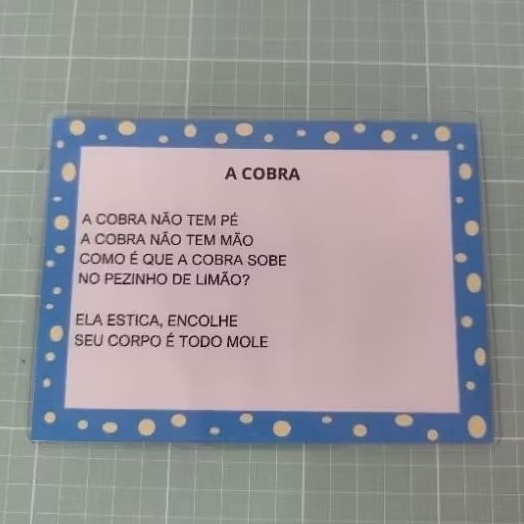 A COBRA
A COBRA NÃO TEM PÉ
A COBRA NÃO TEM MÃO
COMO É QUE A COBRA SOBE
NO PEZINHO DE LIMÃO?
ELA ESTICA, ENCOLHE
SEU CORPO É TODO MOLE